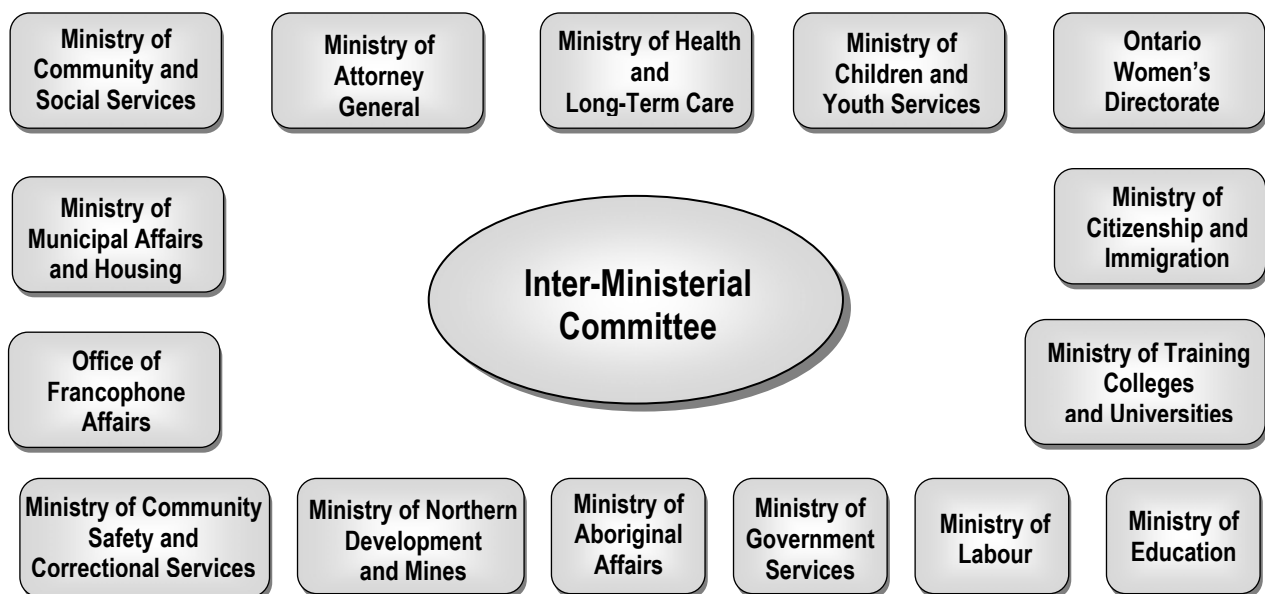 Ministry of
Community and
Social Services
Ministry of
Attorney
General
Ministry of Health
and
Long-Term Care
Ministry of
Children and
Youth Services
Ontario
Women's
Directorate
Ministry of
Municipal Affairs
and Housing
Inter-Ministerial
Committee
Ministry of
Citizenship and
Immigration
Office of
Francophone
Affairs
Ministry of Training
Colleges
and Universities
Ministry of Community
Safety and
Correctional Services
Ministry of Northern
Development
and Mines
Ministry of
Aboriginal
Affairs
Ministry of
Government
Services
Ministry of
Labour
Ministry of
Education